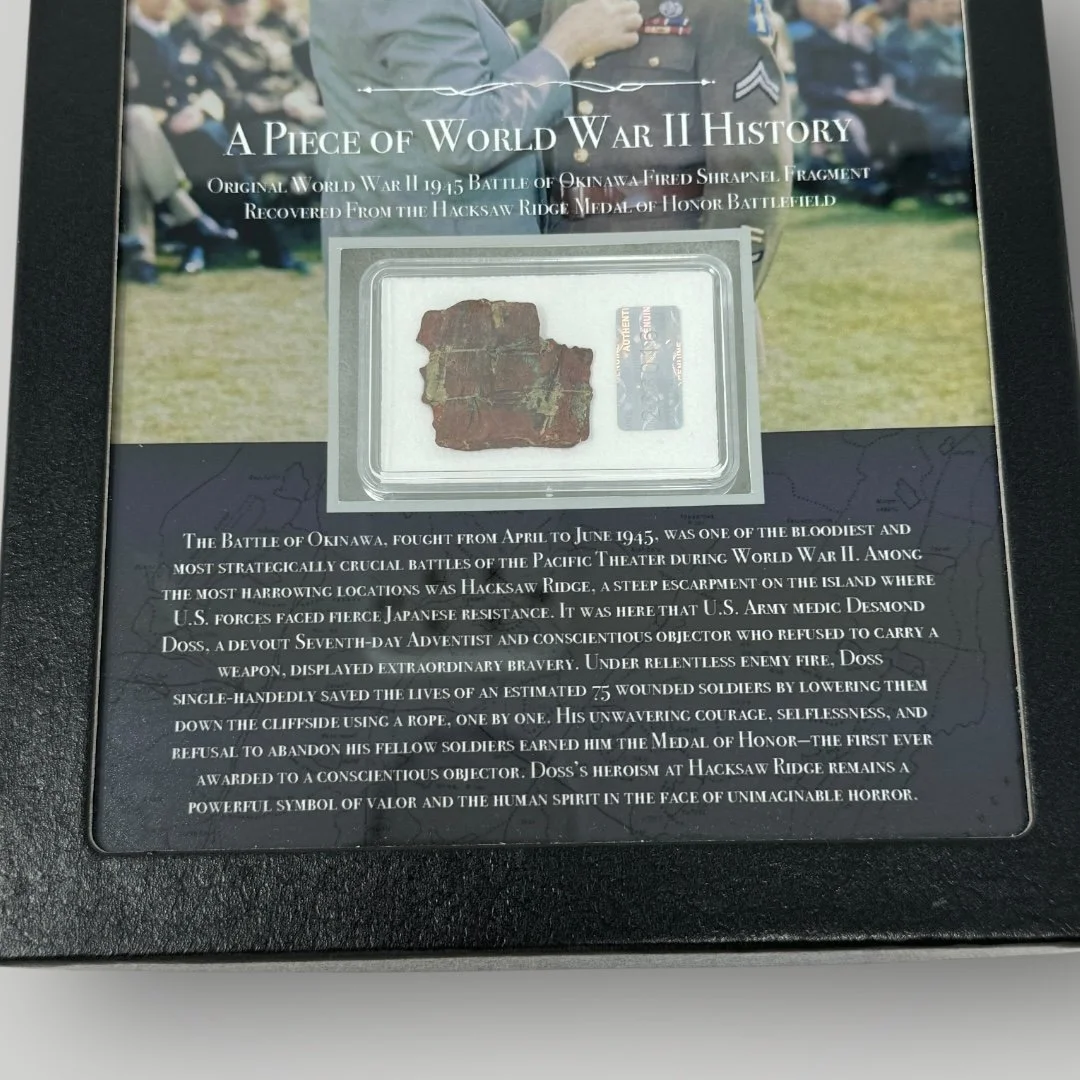 A Piece of World War II History
Original World War II 1945 Battle of Okinawa Fired Shrapnel Fragment
Recovered From the Hacksaw Ridge Medal of Honor Battlefield
AUTHENTI
GENUINE
The Battle of Okinawa, fought from April to June 1945, was one of the bloodiest and
most strategically crucial battles of the Pacific Theater during World War II. Among
the most harrowing locations was Hacksaw Ridge, a steep escarpment on the island where
U.S. forces faced fierce Japanese resistance. It was here that U.S. Army medic Desmond
Doss, a devout Seventh-day Adventist and conscientious objector who refused to carry a
weapon, displayed extraordinary bravery. Under relentless enemy fire, Doss
single-handedly saved the lives of an estimated 75 wounded soldiers by lowering them
down the cliffside using a rope, one by one. His unwavering courage, selflessness, and
refusal to abandon his fellow soldiers earned him the Medal of Honor—the first ever
awarded to a conscientious objector. Doss's heroism at Hacksaw Ridge remains a
powerful symbol of valor and the human spirit in the face of unimaginable horror.